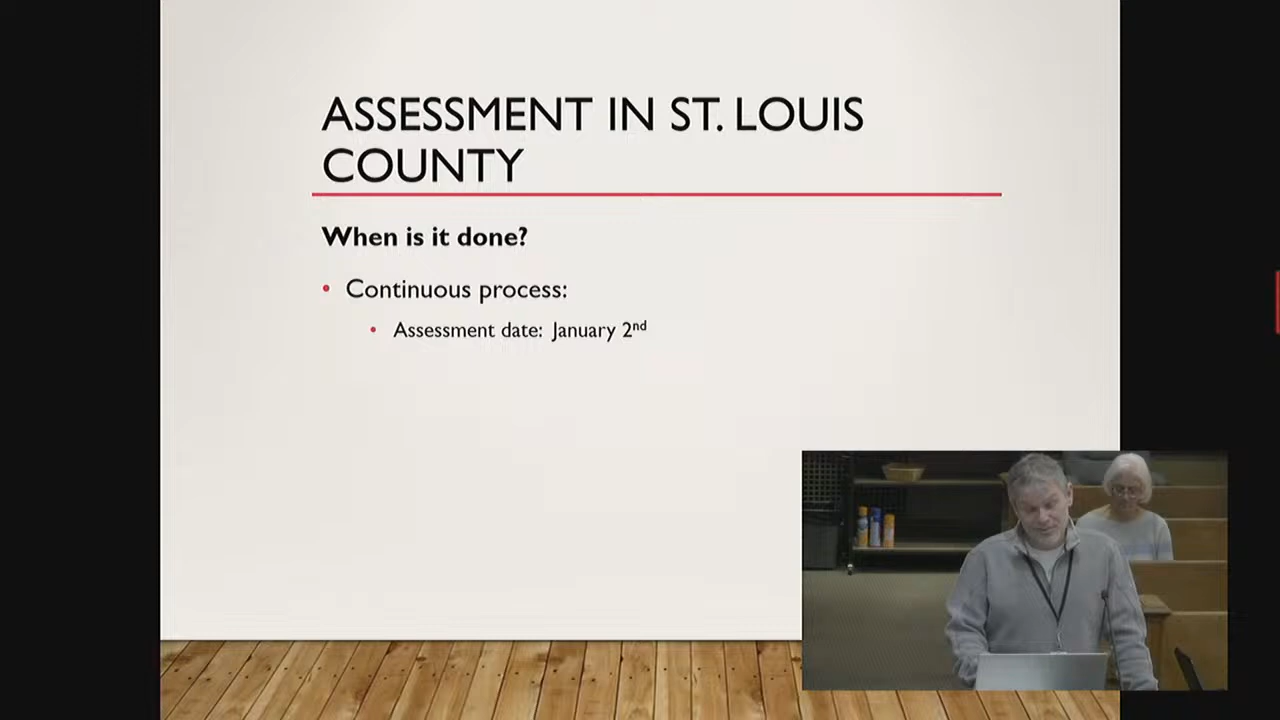 ASSESSMENT IN ST. LOUIS
COUNTY
When is it done?
• Continuous process:
• Assessment date: January 2nd